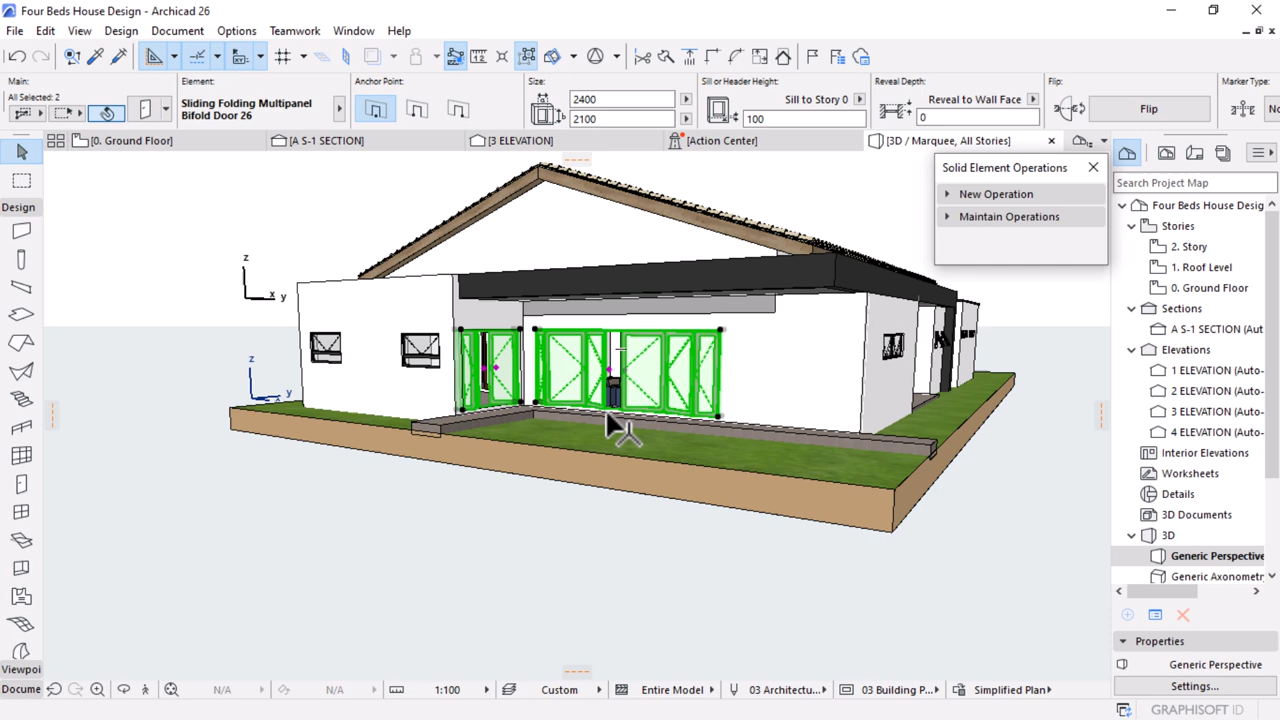 Four Beds House Design - Archicad 26
File Edit View Design Document Options Teamwork Window Help
Main:
All Selected: 2
Element:
Sliding Folding Multipanel
Bifold Door 26
Anchor Point:
Size:
2400
2100
Sill or Header Height:
Sill to Story 0
100
Reveal Depth:
Reveal to Wall Face
0
Flip:
Flip
Marker Type:
No
[0. Ground Floor]
[A S-1 SECTION]
[3 ELEVATION]
[Action Center]
[3D / Marquee, All Stories]
Design
Solid Element Operations
New Operation
Maintain Operations
z
x y
z
y
Search Project Map
Four Beds House Desig
Stories
2. Story
1. Roof Level
0. Ground Floor
Sections
A S-1 SECTION (Aut
Elevations
1 ELEVATION (Auto-
2 ELEVATION (Auto-
3 ELEVATION (Auto-
4 ELEVATION (Auto-
Interior Elevations
Worksheets
Details
3D Documents
3D
Generic Perspective
Generic Axonometr
Properties
Generic Perspective
Settings...
GRAPHISOFT ID
Viewpoi
Docume
N/A
N/A
1:100
Custom
Entire Model
03 Architectu...
03 Building P...
Simplified Plan